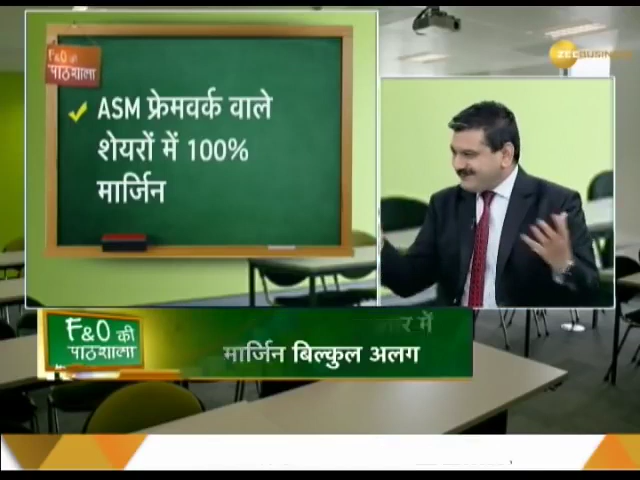 F&O की
पाठशाला
ZEE BUSINESS
ASM फ्रेमवर्क वाले
शेयरों में 100%
मार्जिन
F&O की
पाठशाला
में
मार्जिन बिल्कुल अलग